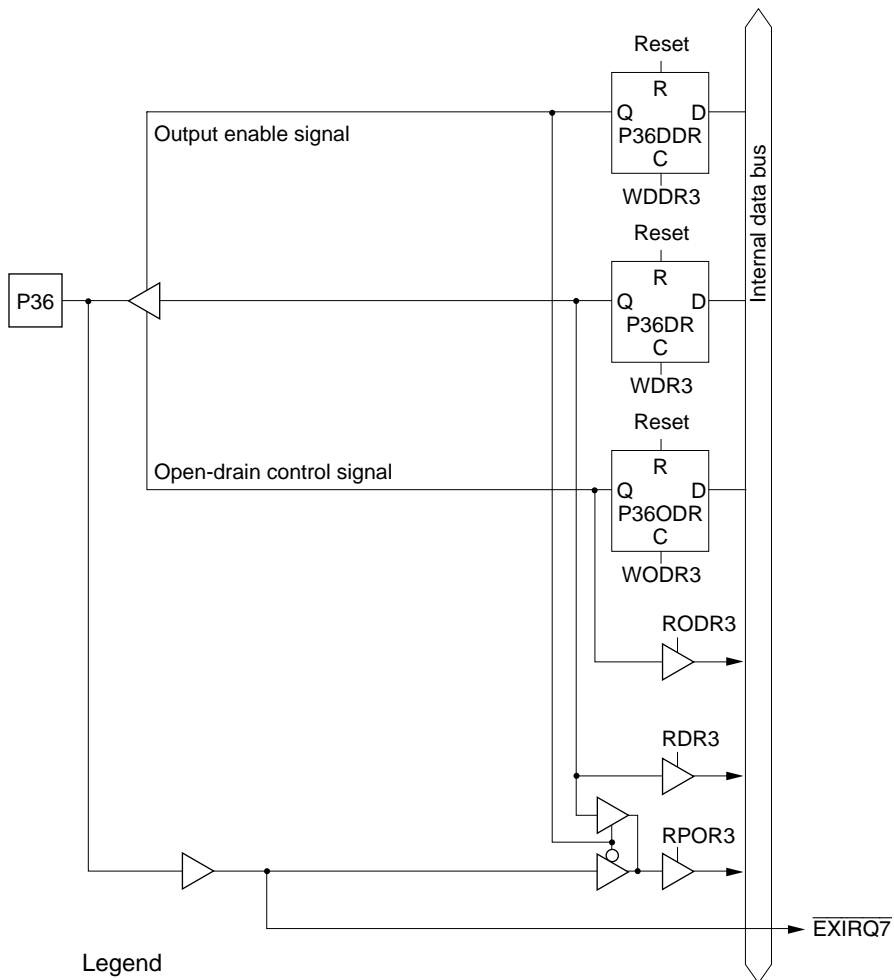 Reset
R
Q D
P36DDR
C
WDDR3
Output enable signal
Internal data bus
Reset
R
Q D
P36DR
C
WDR3
P36
Reset
R
Q D
P36ODR
C
WODR3
Open-drain control signal
RODR3
RDR3
RPOR3
EXIRQ7
Legend